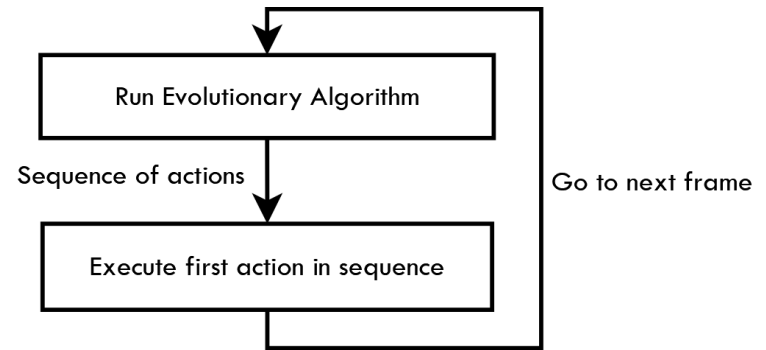 Run Evolutionary Algorithm
Sequence of actions
Go to next frame
Execute first action in sequence